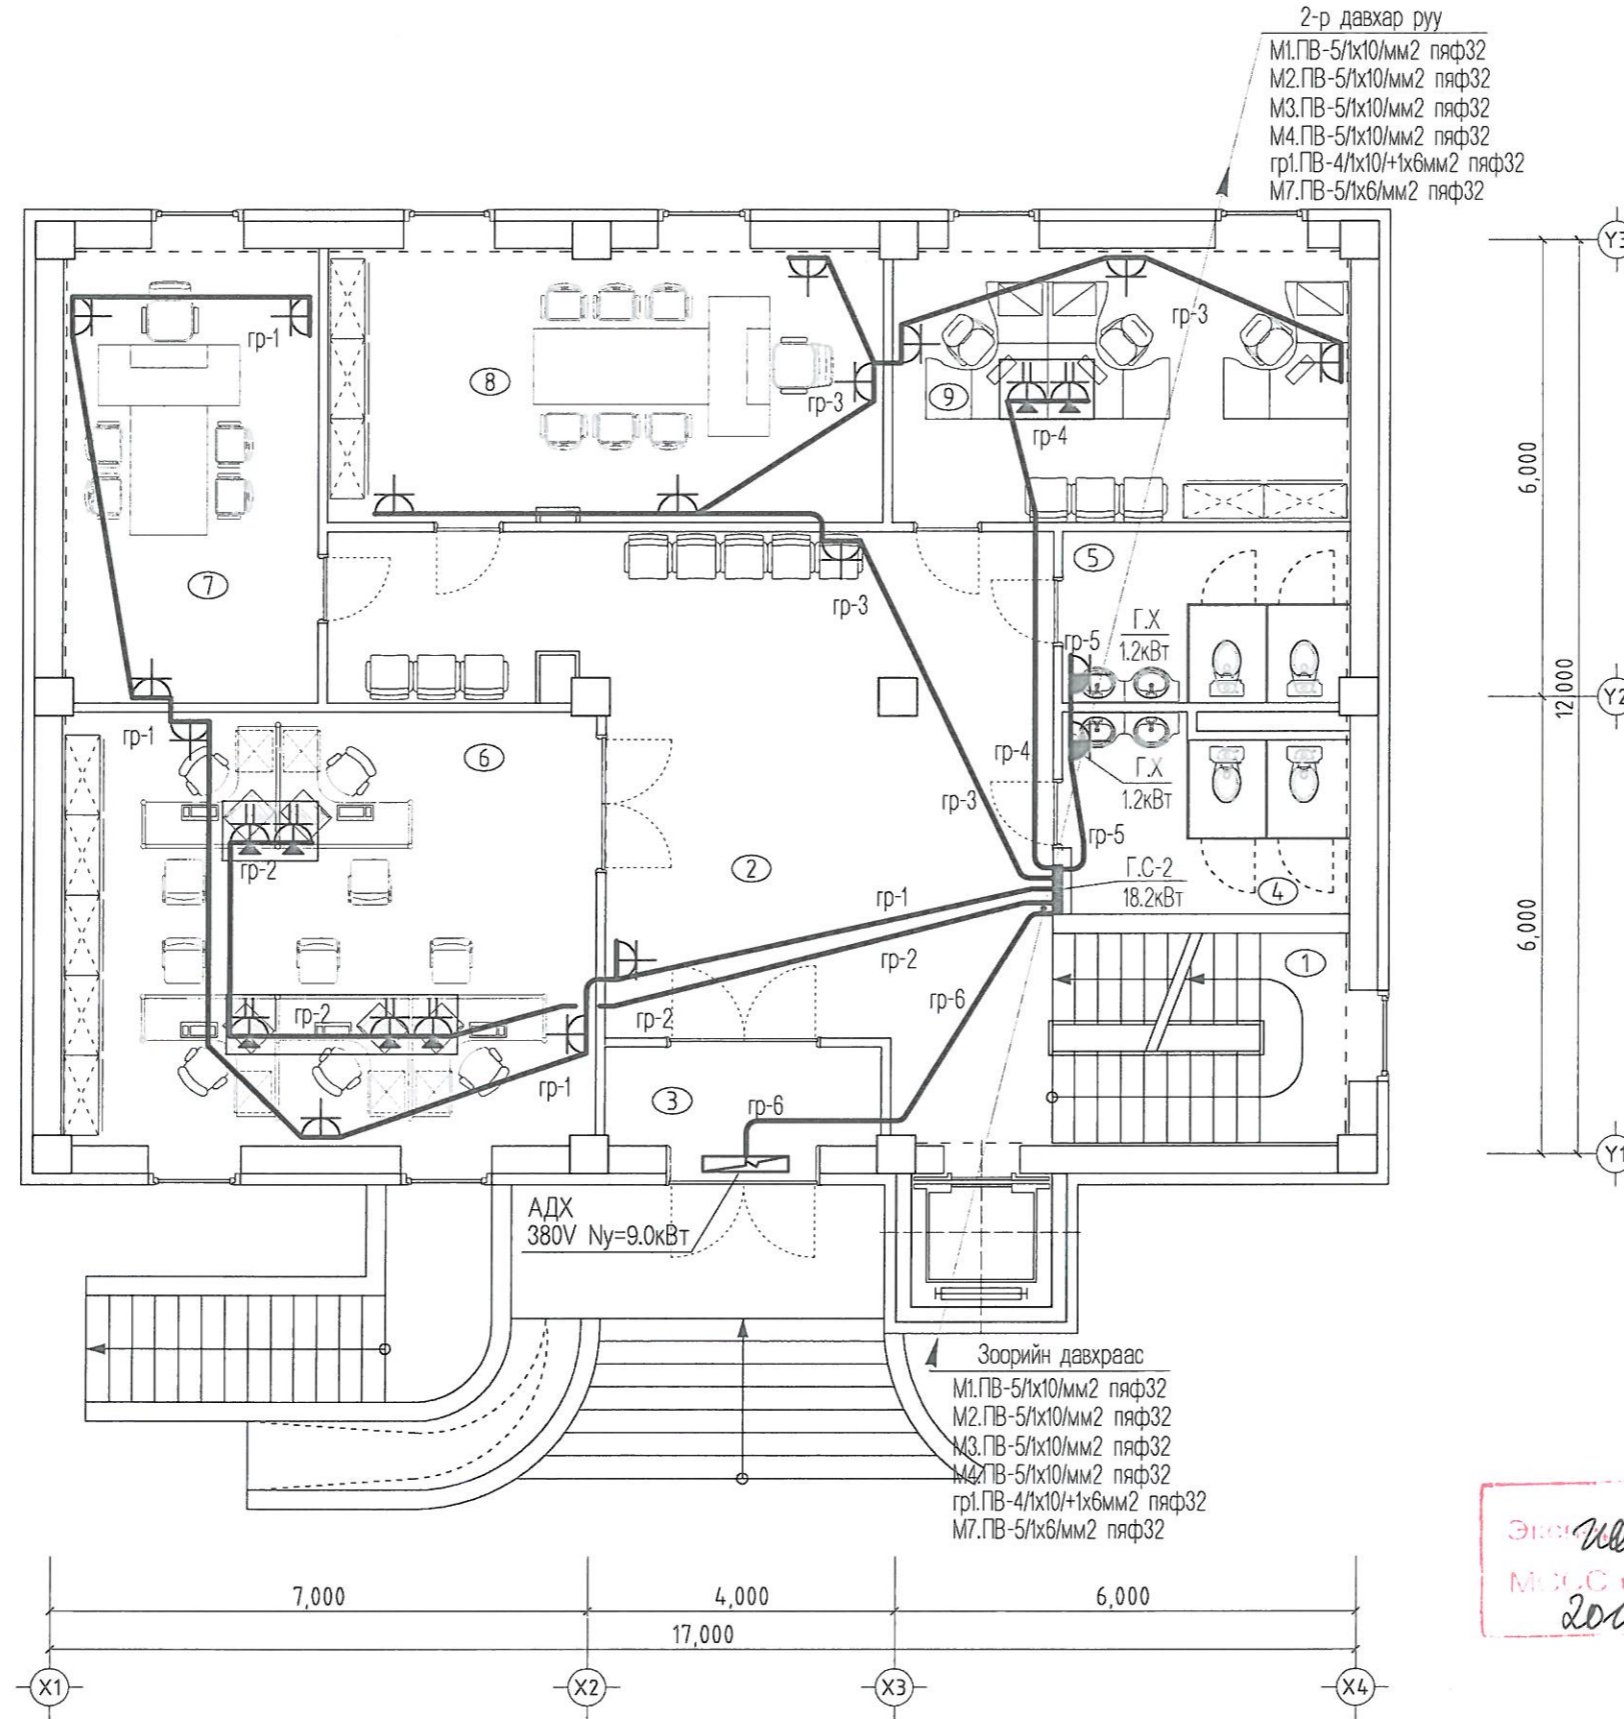 2-р давхар руу
М1.ПВ-5/1х10/мм2 пяф32
М2.ПВ-5/1х10/мм2 пяф32
М3.ПВ-5/1х10/мм2 пяф32
М4.ПВ-5/1х10/мм2 пяф32
гр1.ПВ-4/1х10/+1х6мм2 пяф32
М7.ПВ-5/1х6/мм2 пяф32
Y3
гр-1
8
гр-3
гр-3
9
гр-4
6,000
7
5
гр-3
Г.Х
1.2кВт
гр-5
Y2
12,000
гр-1
6
гр-4
гр-3
Г.Х
1.2кВт
гр-5
гр-2
2
Г.С-2
18.2кВт
4
гр-1
6,000
гр-2
1
гр-6
гр-2
гр-2
гр-1
3
гр-6
Y1
АДХ
380V Nу=9.0кВт
Зоорийн давхраас
М1.ПВ-5/1х10/мм2 пяф32
М2.ПВ-5/1х10/мм2 пяф32
М3.ПВ-5/1х10/мм2 пяф32
М4.ПВ-5/1х10/мм2 пяф32
гр1.ПВ-4/1х10/+1х6мм2 пяф32
М7.ПВ-5/1х6/мм2 пяф32
7,000
4,000
6,000
17,000
X1
X2
X3
X4